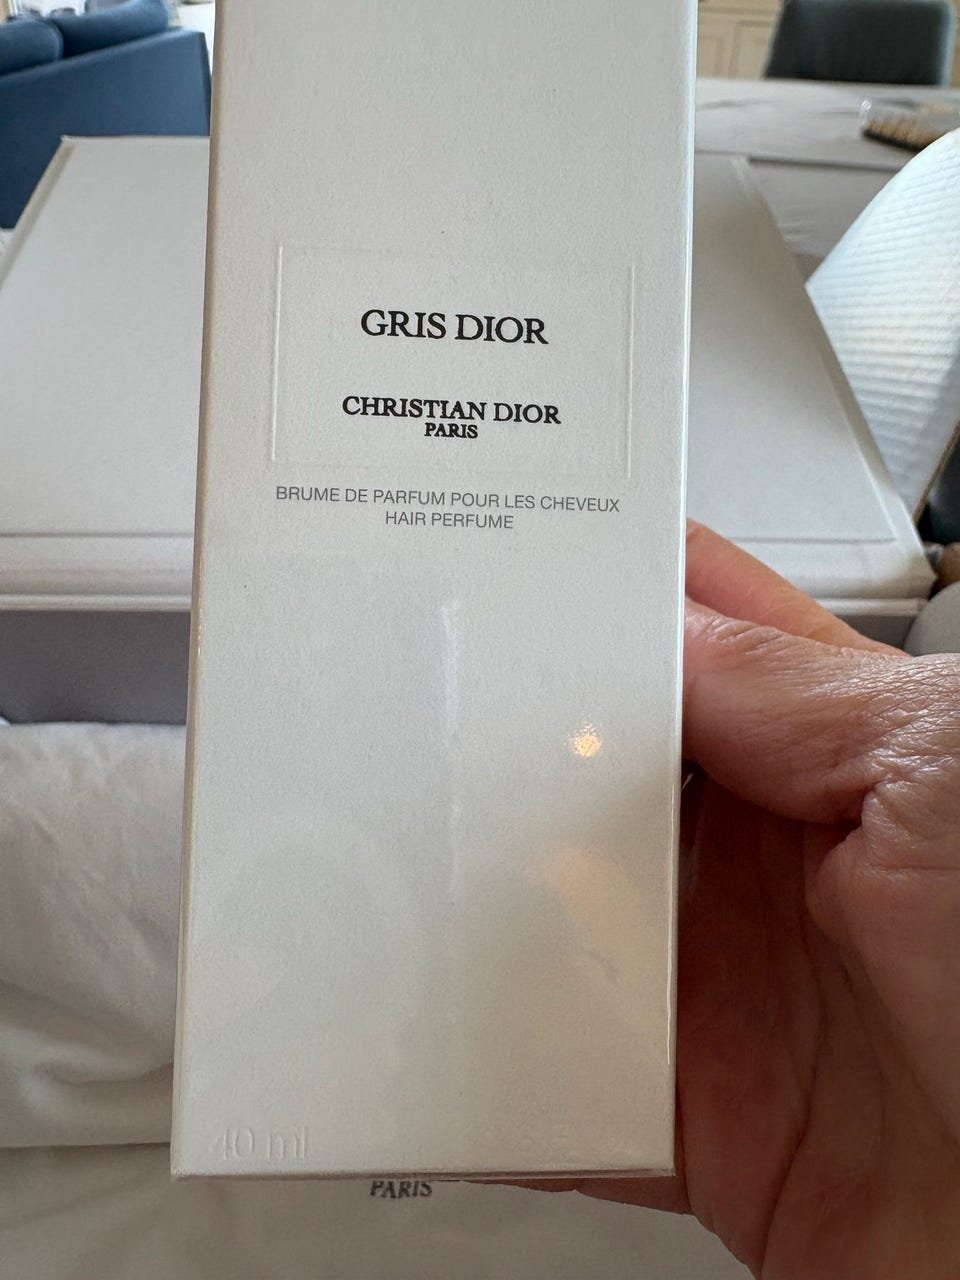 GRIS DIOR
CHRISTIAN DIOR
PARIS
BRUME DE PARFUM POUR LES CHEVEUX
HAIR PERFUME
40 ml
PARIS